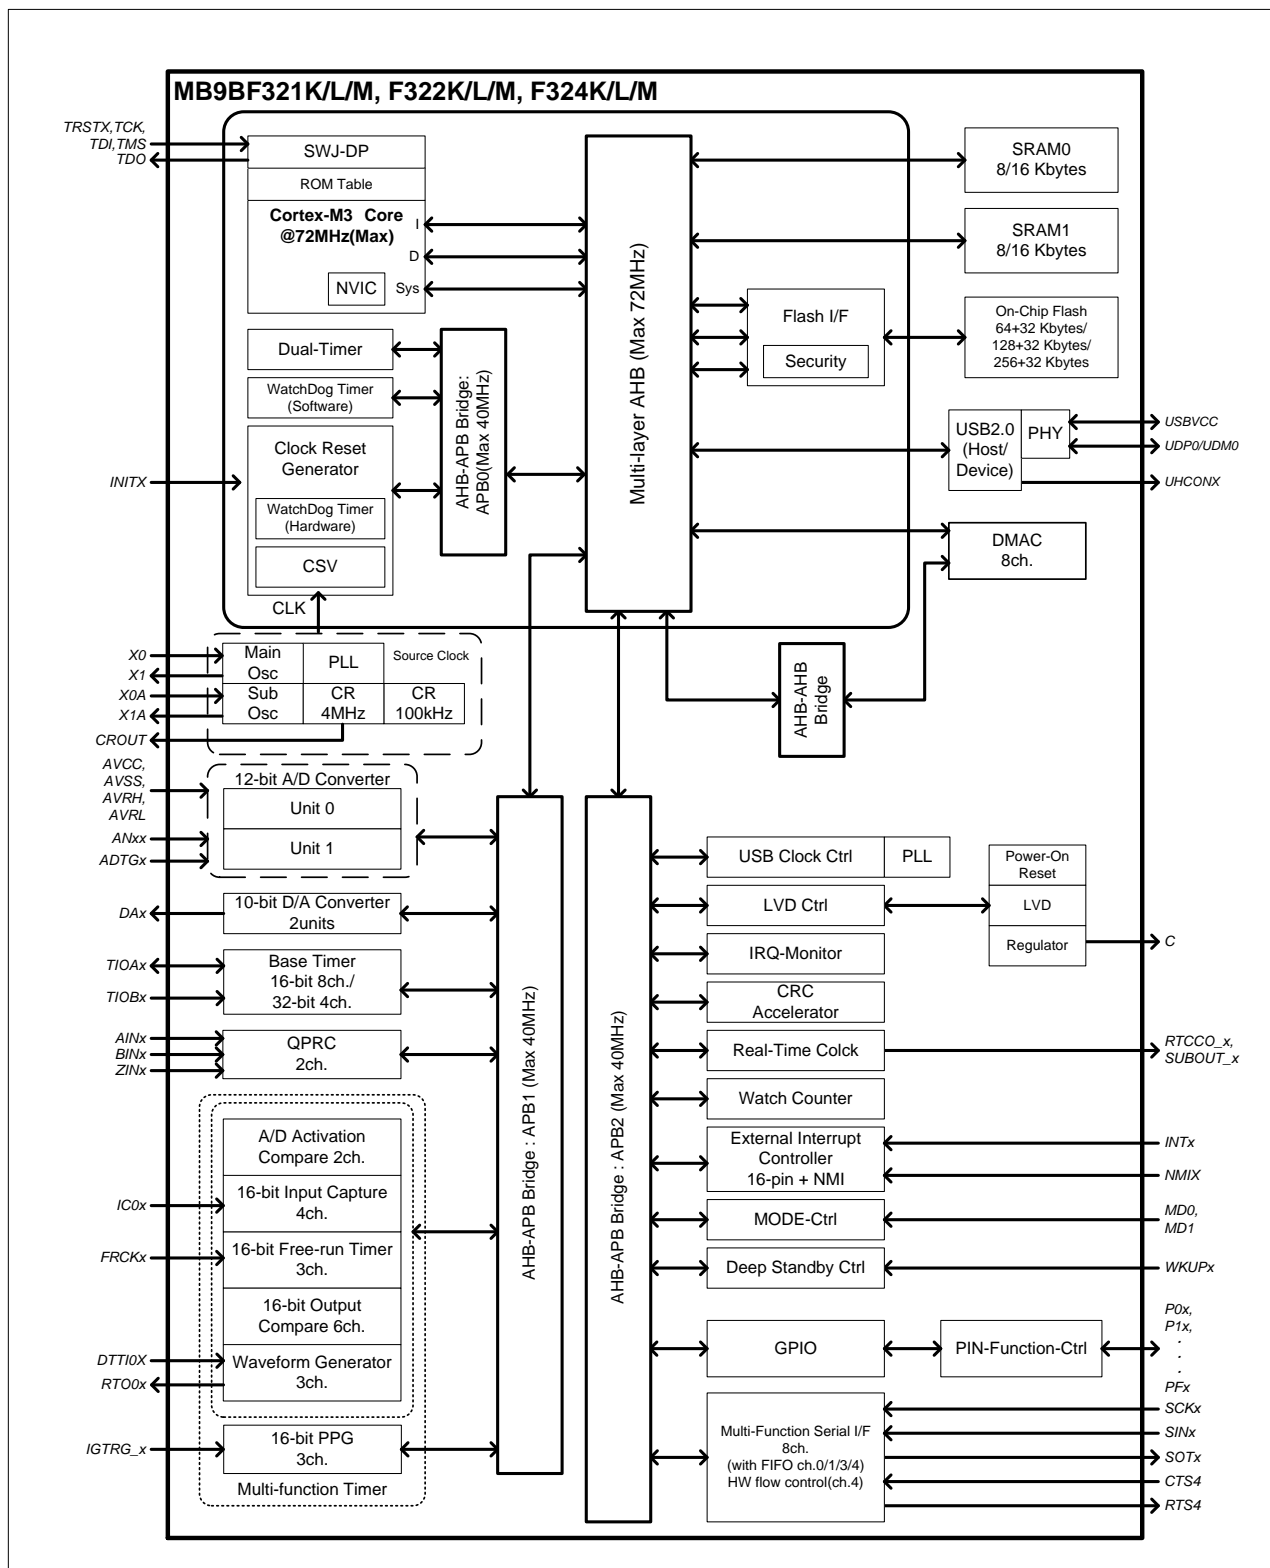 MB9BF321K/L/M, F322K/L/M, F324K/L/M
TRSTX,TCK,
TDI,TMS
TDO
SWJ-DP
ROM Table
Cortex-M3 Core
@72MHz(Max)
I
D
NVIC
Sys
Dual-Timer
WatchDog Timer
(Software)
Clock Reset
Generator
INITX
WatchDog Timer
(Hardware)
CSV
CLK
AHB-APB Bridge:
APB0(Max 40MHz)
Multi-layer AHB (Max 72MHz)
SRAM0
8/16 Kbytes
SRAM1
8/16 Kbytes
Flash I/F
Security
On-Chip Flash
64+32 Kbytes/
128+32 Kbytes/
256+32 Kbytes
USB2.0
(Host/
Device)
PHY
USBVCC
UDP0/UDM0
UHCONX
DMAC
8ch.
AHB-AHB
Bridge
X0
X1
X0A
X1A
CROUT
Main
Osc
PLL
Source Clock
Sub
Osc
CR
4MHz
CR
100kHz
AVCC,
AVSS,
AVRH,
AVRL
ANxx
ADTGx
12-bit A/D Converter
Unit 0
Unit 1
DAx
10-bit D/A Converter
2units
TIOAx
TIOBx
Base Timer
16-bit 8ch./
32-bit 4ch.
AINx
BINx
ZINx
QPRC
2ch.
A/D Activation
Compare 2ch.
IC0x
16-bit Input Capture
4ch.
FRCKx
16-bit Free-run Timer
3ch.
16-bit Output
Compare 6ch.
DTTI0X
RTO0x
Waveform Generator
3ch.
IGTRG_x
16-bit PPG
3ch.
Multi-function Timer
AHB-APB Bridge : APB1 (Max 40MHz)
AHB-APB Bridge : APB2 (Max 40MHz)
USB Clock Ctrl
PLL
LVD Ctrl
Power-On
Reset
LVD
Regulator
C
IRQ-Monitor
CRC
Accelerator
Real-Time Colck
RTCCO_x,
SUBOUT_x
Watch Counter
External Interrupt
Controller
16-pin + NMI
INTx
NMIX
MODE-Ctrl
MD0,
MD1
Deep Standby Ctrl
WKUPx
GPIO
PIN-Function-Ctrl
P0x,
P1x,
.
.
.
PFx
Multi-Function Serial I/F
8ch.
(with FIFO ch.0/1/3/4)
HW flow control(ch.4)
SCKx
SINx
SOTx
CTS4
RTS4